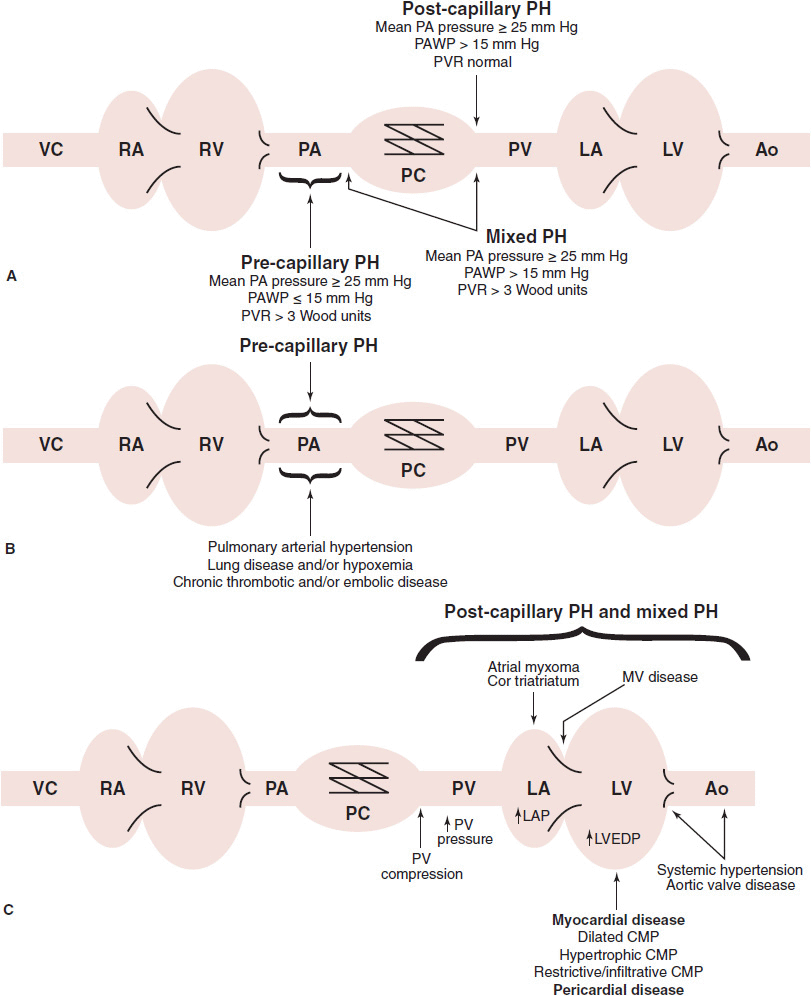 Post-capillary PH
Mean PA pressure ≥ 25 mm Hg
PAWP > 15 mm Hg
PVR normal
VC RA RV PA PC PV LA LV Ao
Pre-capillary PH
Mean PA pressure ≥ 25 mm Hg
PAWP ≤ 15 mm Hg
PVR > 3 Wood units
Mixed PH
Mean PA pressure ≥ 25 mm Hg
PAWP > 15 mm Hg
PVR > 3 Wood units
A
Pre-capillary PH
VC RA RV PA PC PV LA LV Ao
Pulmonary arterial hypertension
Lung disease and/or hypoxemia
Chronic thrombotic and/or embolic disease
B
Post-capillary PH and mixed PH
Atrial myxoma
Cor triatriatum
MV disease
VC RA RV PA PC PV LA LV Ao
↑LAP
↑PV
pressure
↑LVEDP
PV
compression
Systemic hypertension
Aortic valve disease
C
Myocardial disease
Dilated CMP
Hypertrophic CMP
Restrictive/infiltrative CMP
Pericardial disease